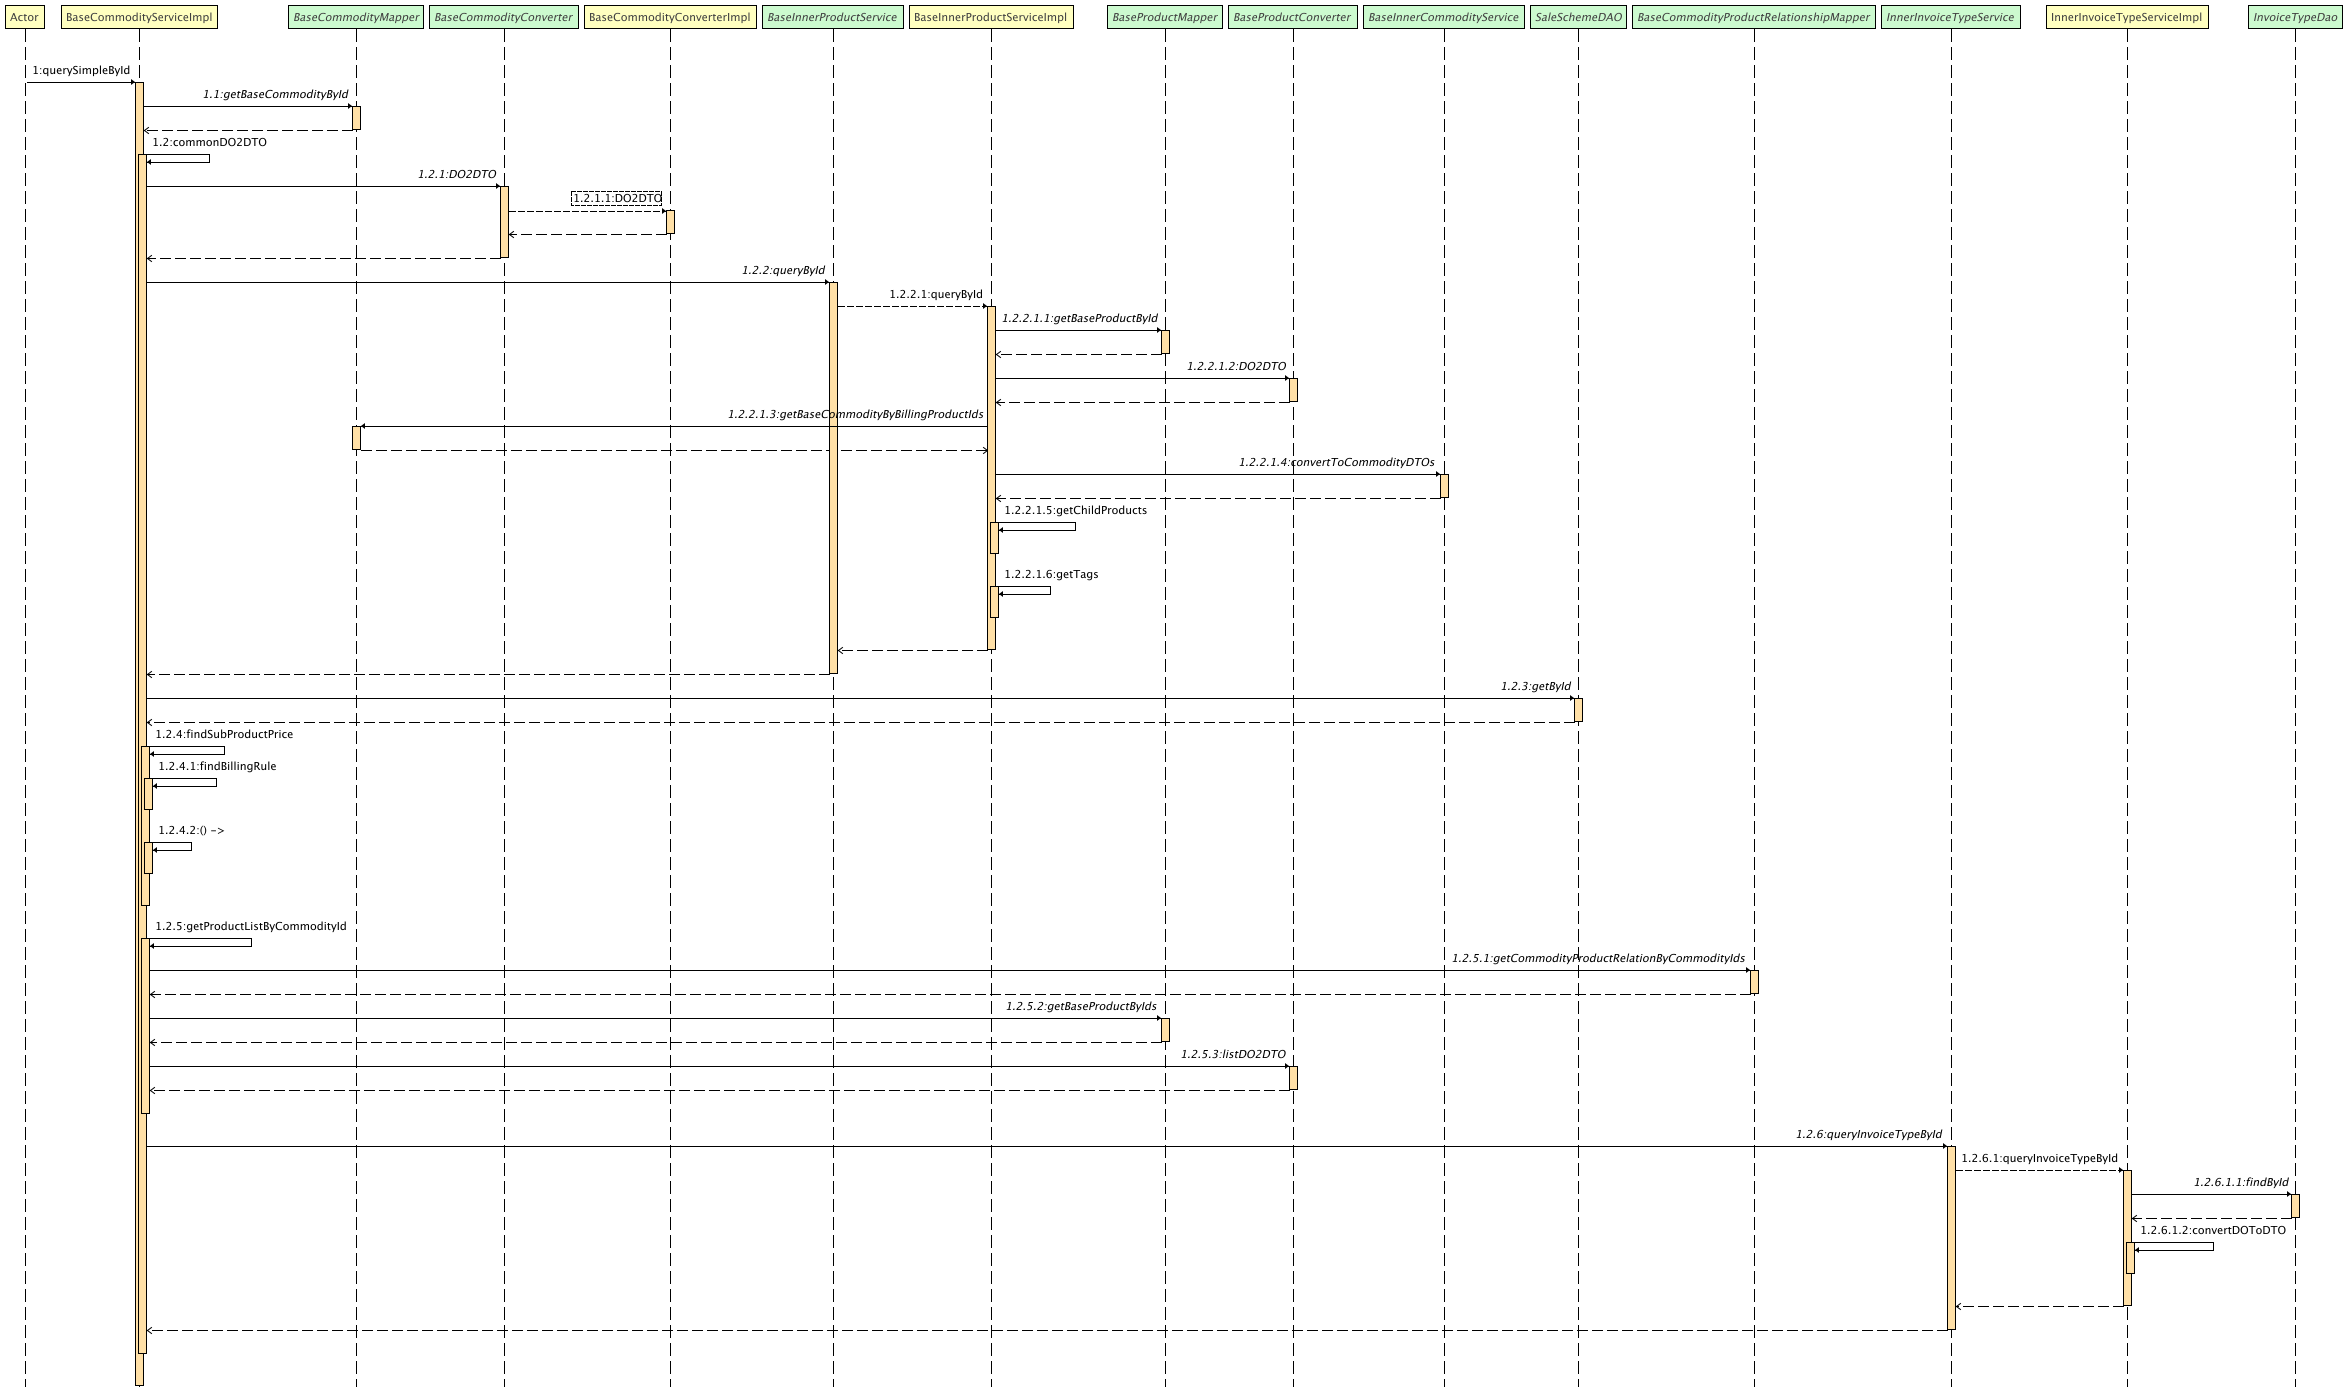 Actor
BaseCommodityServiceImpl
BaseCommodityMapper
BaseCommodityConverter
BaseCommodityConverterImpl
BaseInnerProductService
BaseInnerProductServiceImpl
BaseProductMapper
BaseProductConverter
BaseInnerCommodityService
SaleSchemeDAO
BaseCommodityProductRelationshipMapper
InnerInvoiceTypeService
InnerInvoiceTypeServiceImpl
InvoiceTypeDao
1:querySimpleById
1.1:getBaseCommodityById
1.2:commonDO2DTO
1.2.1:DO2DTO
1.2.1.1:DO2DTO
1.2.2:queryById
1.2.2.1:queryById
1.2.2.1.1:getBaseProductById
1.2.2.1.2:DO2DTO
1.2.2.1.3:getBaseCommodityByBillingProductIds
1.2.2.1.4:convertToCommodityDTOs
1.2.2.1.5:getChildProducts
1.2.2.1.6:getTags
1.2.3:getById
1.2.4:findSubProductPrice
1.2.4.1:findBillingRule
1.2.4.2:() ->
1.2.5:getProductListByCommodityId
1.2.5.1:getCommodityProductRelationByCommodityIds
1.2.5.2:getBaseProductByIds
1.2.5.3:listDO2DTO
1.2.6:queryInvoiceTypeById
1.2.6.1:queryInvoiceTypeById
1.2.6.1.1:findById
1.2.6.1.2:convertDOToDTO